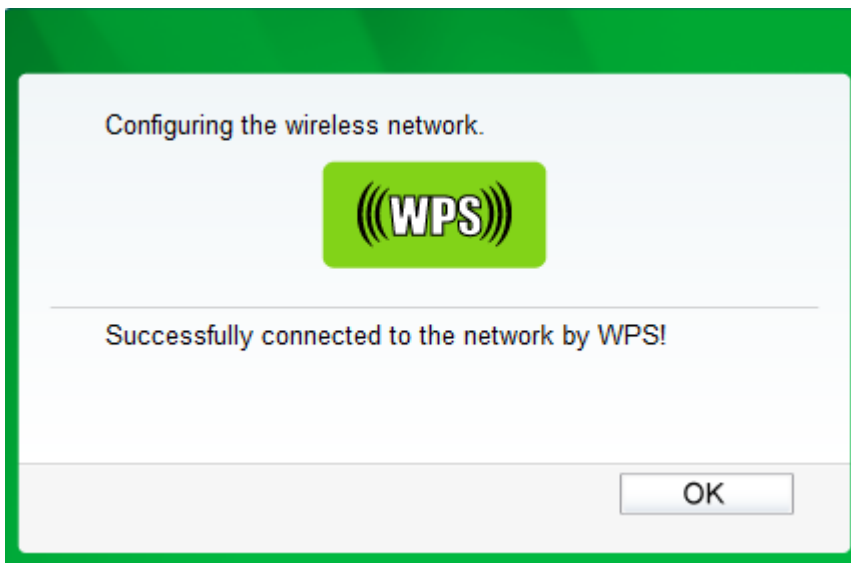 Configuring the wireless network.
(((WPS)))
Successfully connected to the network by WPS!
OK